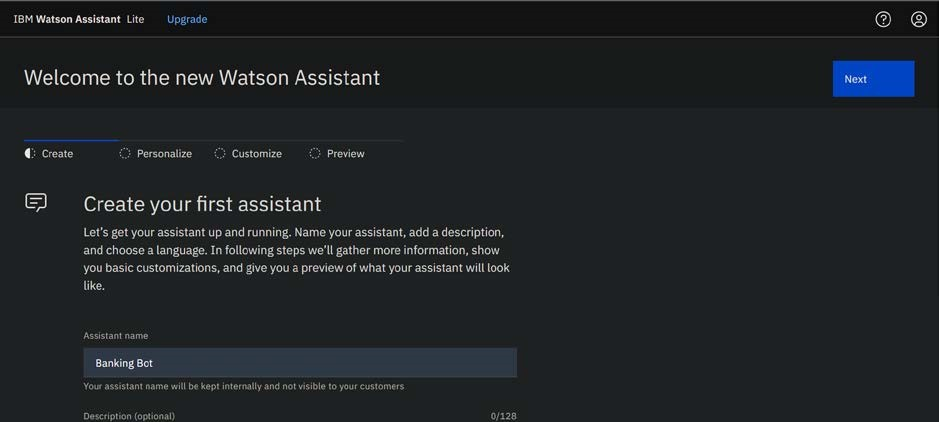 IBM Watson Assistant Lite Upgrade
Welcome to the new Watson Assistant
Next
Create Personalize Customize Preview
Create your first assistant
Let's get your assistant up and running. Name your assistant, add a description,
and choose a language. In following steps we'll gather more information, show
you basic customizations, and give you a preview of what your assistant will look
like.
Assistant name
Banking Bot
Your assistant name will be kept internally and not visible to your customers
Description (optional) 0/128